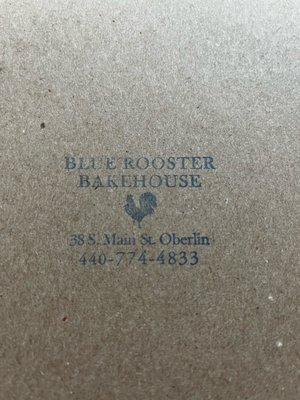 BLUE ROOSTER
BAKEHOUSE
38 S. Main St. Oberlin
440-774-4833